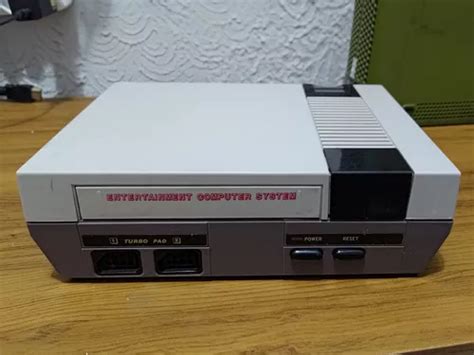 ENTERTAINMENT COMPUTER SYSTEM
1 TURBO PAD 2
POWER RESET